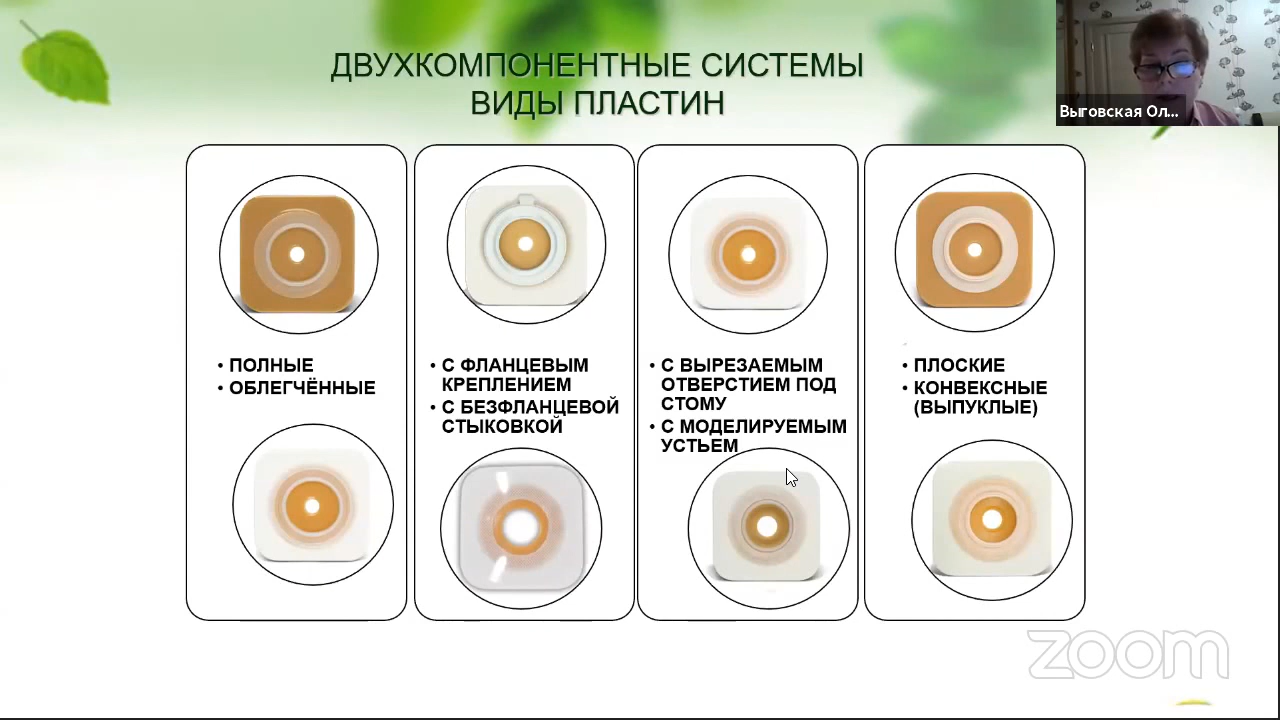 ДВУХКОМПОНЕНТНЫЕ СИСТЕМЫ
ВИДЫ ПЛАСТИН
Выговская Ол...
• ПОЛНЫЕ
• ОБЛЕГЧЁННЫЕ
• С ФЛАНЦЕВЫМ
КРЕПЛЕНИЕМ
• С БЕЗФЛАНЦЕВОЙ
СТЫКОВКОЙ
• С ВЫРЕЗАЕМЫМ
ОТВЕРСТИЕМ ПОД
СТОМУ
• С МОДЕЛИРУЕМЫМ
УСТЬЕМ
• ПЛОСКИЕ
• КОНВЕКСНЫЕ
(ВЫПУКЛЫЕ)
zoom